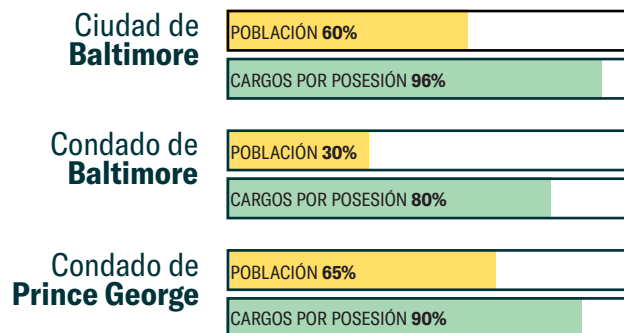 Ciudad de
Baltimore
POBLACIÓN 60%
CARGOS POR POSESIÓN 96%
Condado de
Baltimore
POBLACIÓN 30%
CARGOS POR POSESIÓN 80%
Condado de
Prince George
POBLACIÓN 65%
CARGOS POR POSESIÓN 90%